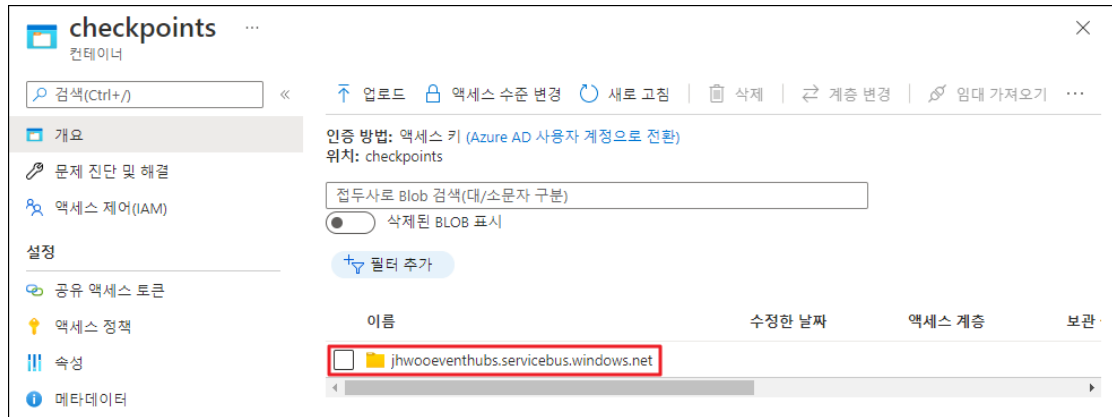 checkpoints ...
컨테이너
검색(Ctrl+/)
«
개요
문제 진단 및 해결
액세스 제어(IAM)
설정
공유 액세스 토큰
액세스 정책
속성
메타데이터
업로드 액세스 수준 변경 새로 고침 삭제 계층 변경 임대 가져오기 ...
인증 방법: 액세스 키 (Azure AD 사용자 계정으로 전환)
위치: checkpoints
접두사로 Blob 검색(대/소문자 구분)
삭제된 BLOB 표시
필터 추가
이름 수정한 날짜 액세스 계층 보관
jhwooeventhubs.servicebus.windows.net